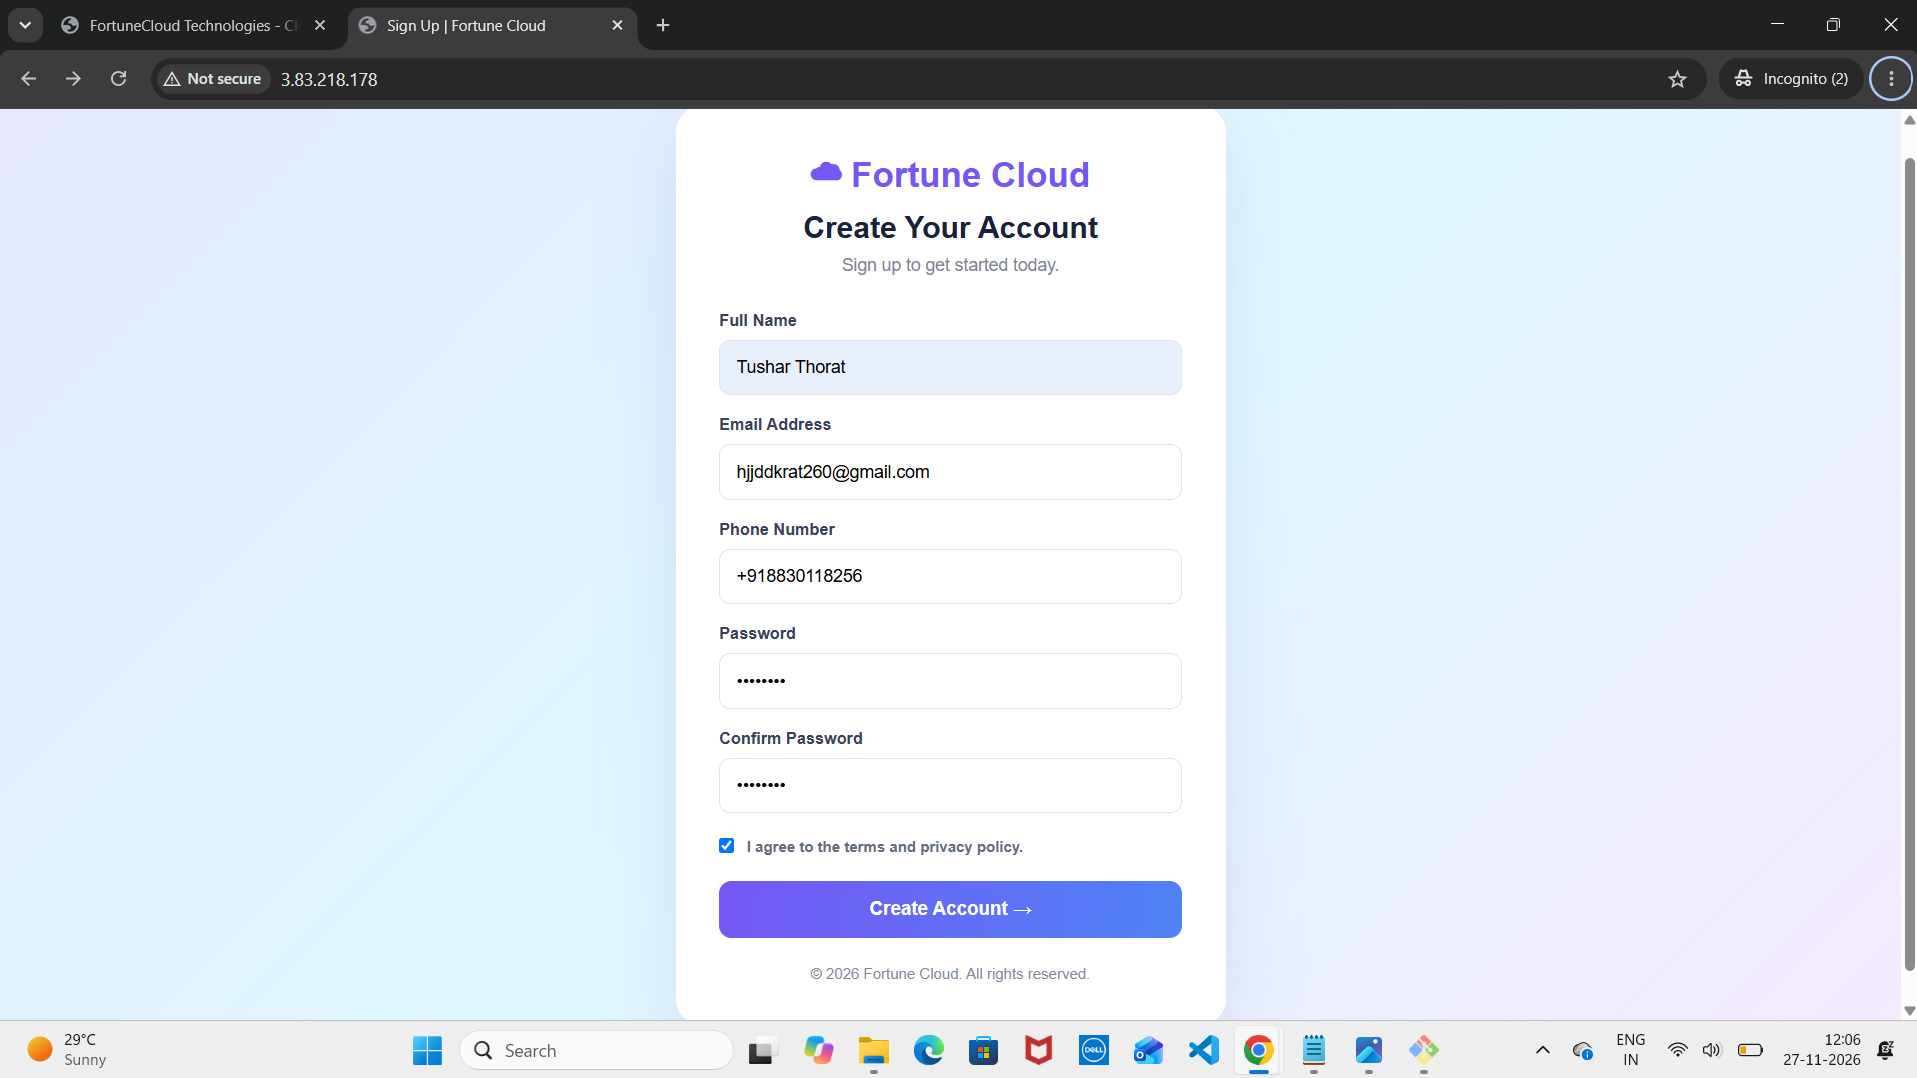 FortuneCloud Technologies - CF
Sign Up | Fortune Cloud
Not secure
3.83.218.178
Incognito (2)
Fortune Cloud
Create Your Account
Sign up to get started today.
Full Name
Tushar Thorat
Email Address
hjjddkrat260@gmail.com
Phone Number
+918830118256
Password
••••••••
Confirm Password
••••••••
I agree to the terms and privacy policy.
Create Account →
© 2026 Fortune Cloud. All rights reserved.
29°C
Sunny
Search
DELL
ENG
IN
12:06
27-11-2026